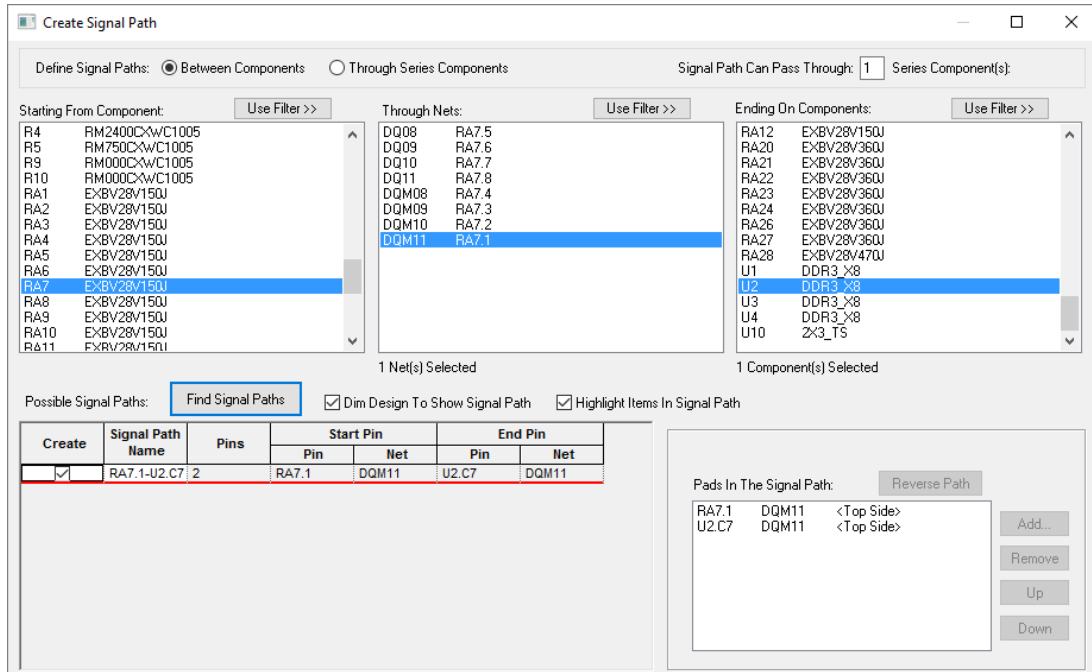 Create Signal Path
Define Signal Paths: Between Components Through Series Components Signal Path Can Pass Through: 1 Series Component(s):
Starting From Component: Use Filter >>
R4 RM2400CXWC1005
R5 RM750CXWC1005
R9 RM000CXWC1005
R10 RM000CXWC1005
RA1 EXBV28V150J
RA2 EXBV28V150J
RA3 EXBV28V150J
RA4 EXBV28V150J
RA5 EXBV28V150J
RA6 EXBV28V150J
RA7 EXBV28V150J
RA8 EXBV28V150J
RA9 EXBV28V150J
RA10 EXBV28V150J
RA11 EXBV28V150J
Through Nets: Use Filter >>
DQ08 RA7.5
DQ09 RA7.6
DQ10 RA7.7
DQ11 RA7.8
DQM08 RA7.4
DQM09 RA7.3
DQM10 RA7.2
DQM11 RA7.1
1 Net(s) Selected
Ending On Components: Use Filter >>
RA12 EXBV28V150J
RA20 EXBV28V360J
RA21 EXBV28V360J
RA22 EXBV28V360J
RA23 EXBV28V360J
RA24 EXBV28V360J
RA26 EXBV28V360J
RA27 EXBV28V360J
RA28 EXBV28V470J
U1 DDR3_X8
U2 DDR3_X8
U3 DDR3_X8
U4 DDR3_X8
U10 2X3_TS
1 Component(s) Selected
Possible Signal Paths: Find Signal Paths Dim Design To Show Signal Path Highlight Items In Signal Path
Create Signal Path Name Pins Start Pin End Pin
Pin Net Pin Net
RA7.1-U2.C7 2 RA7.1 DQM11 U2.C7 DQM11
Pads In The Signal Path: Reverse Path
RA7.1 DQM11 <Top Side>
U2.C7 DQM11 <Top Side>
Add...
Remove
Up
Down